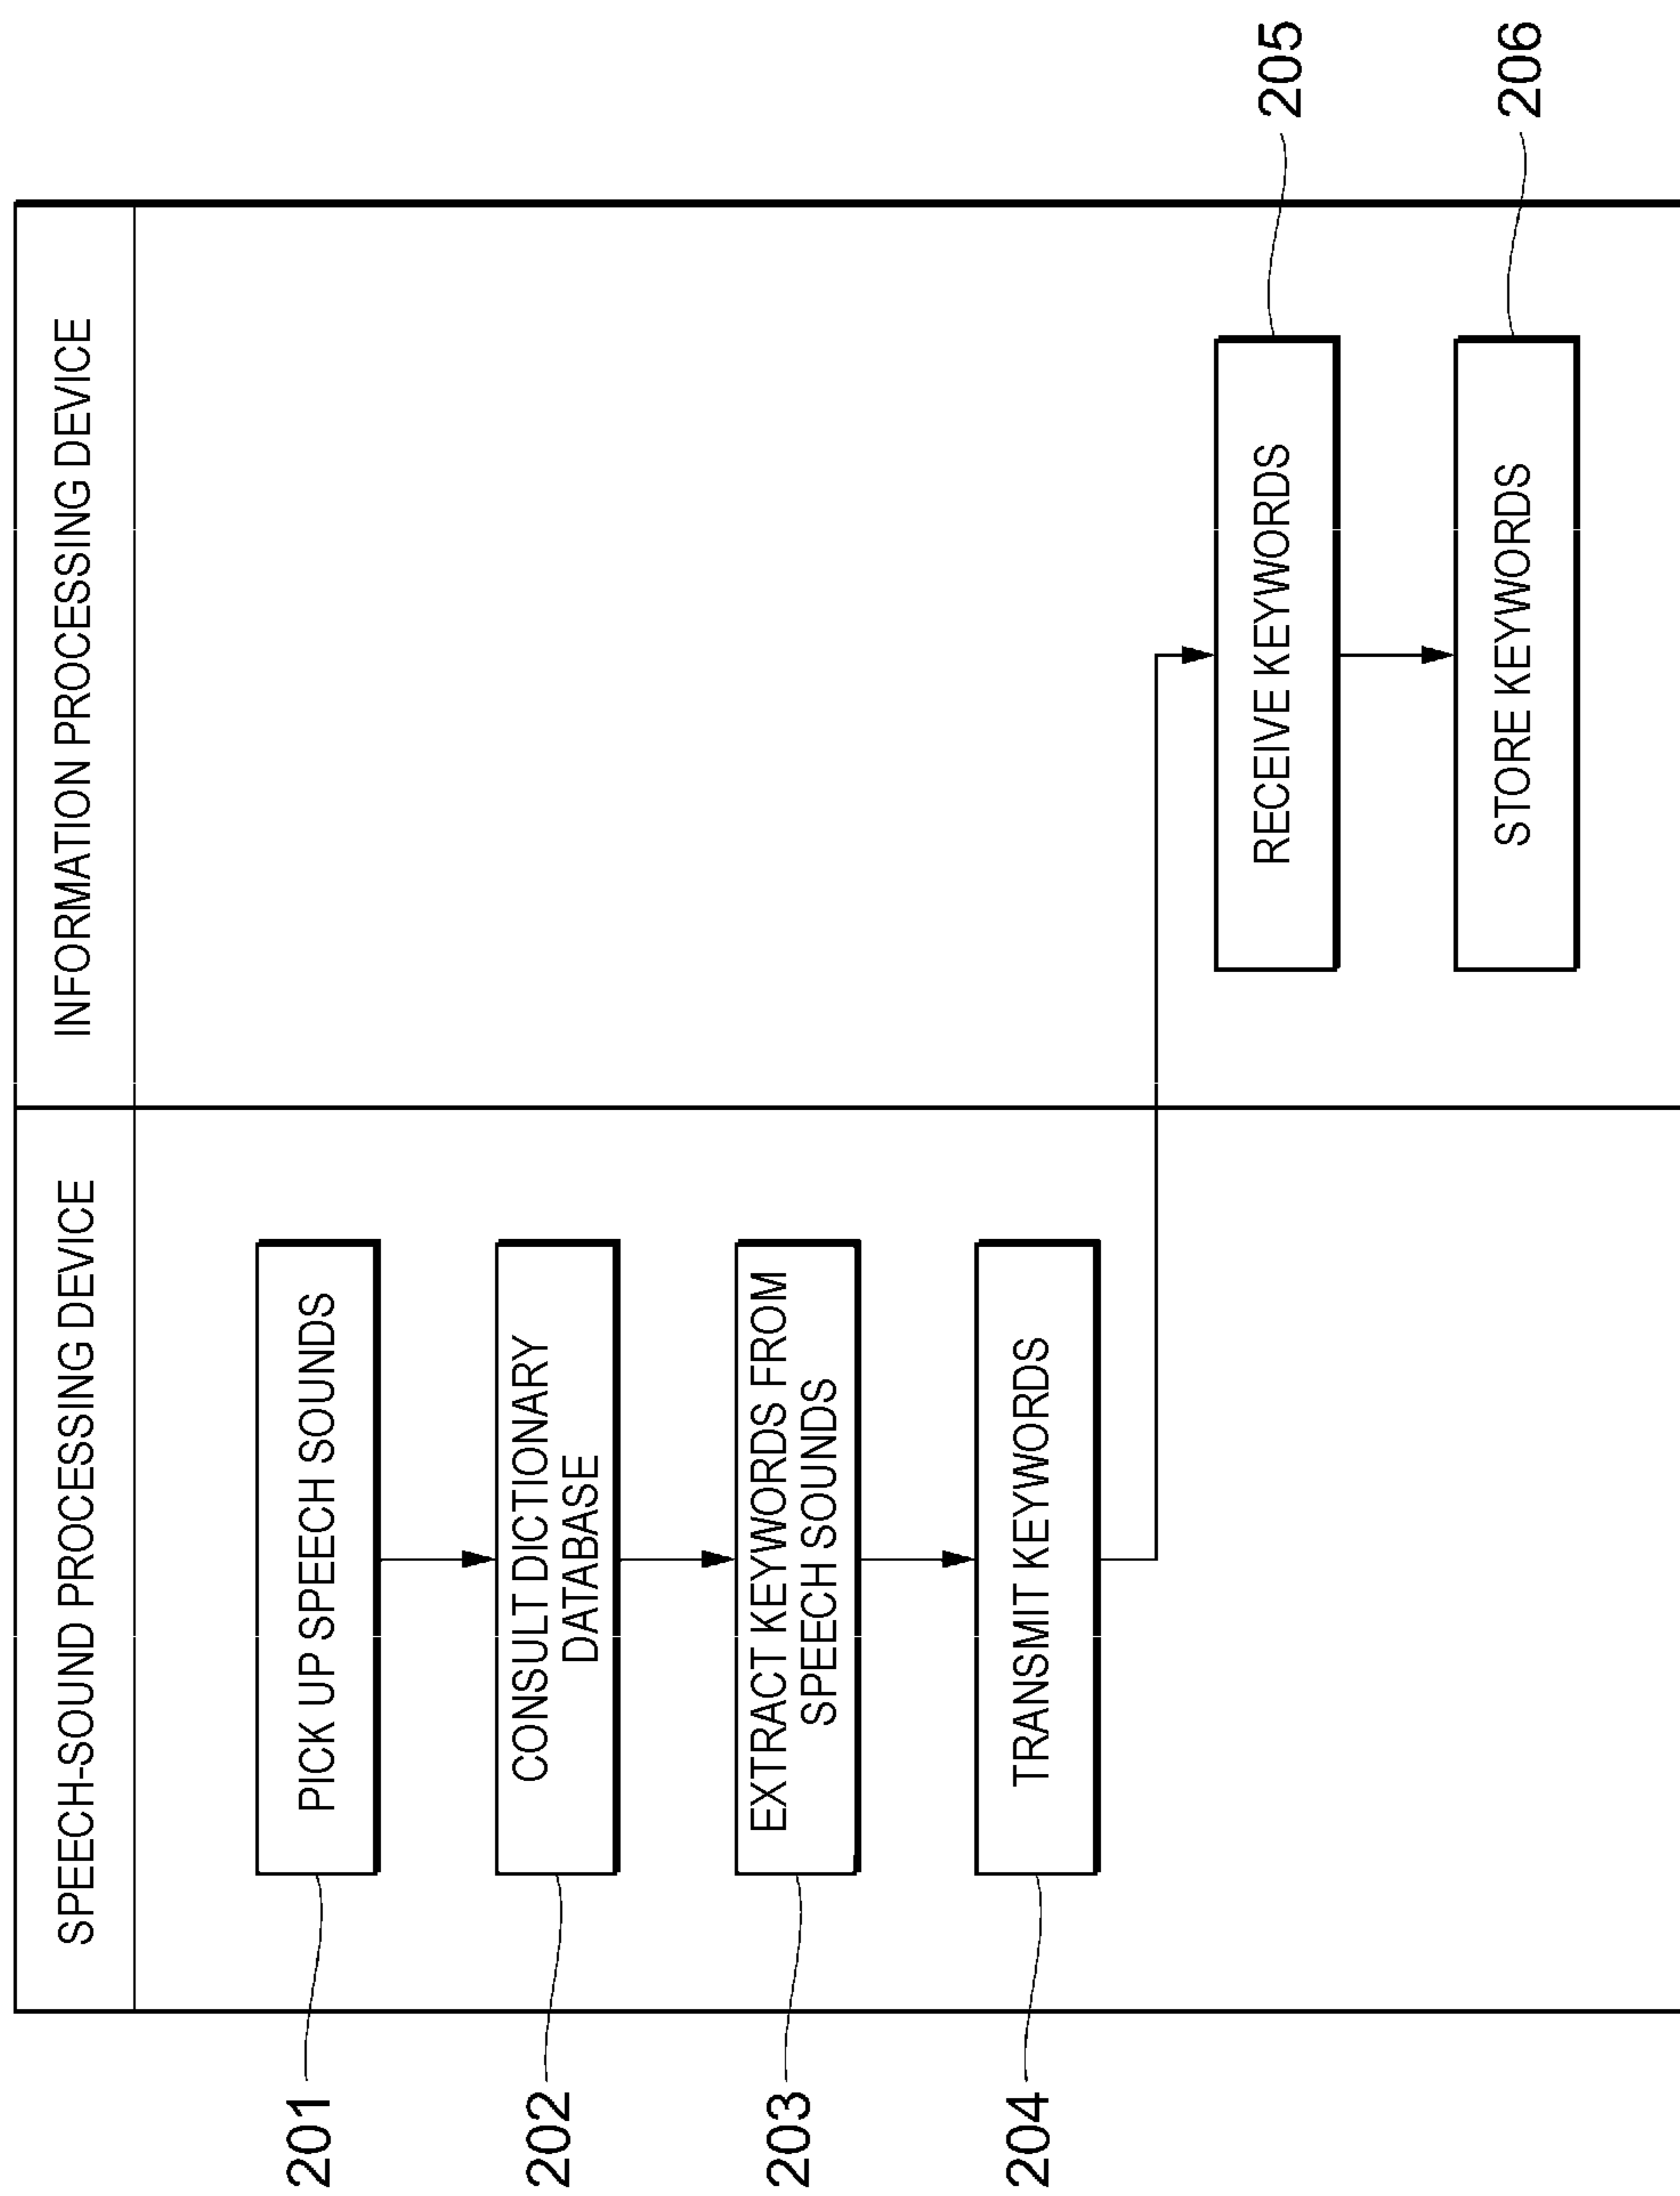 SPEECH-SOUND PROCESSING DEVICE
INFORMATION PROCESSING DEVICE
201
PICK UP SPEECH SOUNDS
202
CONSULT DICTIONARY
DATABASE
203
EXTRACT KEYWORDS FROM
SPEECH SOUNDS
204
TRANSMIT KEYWORDS
RECEIVE KEYWORDS
205
STORE KEYWORDS
206